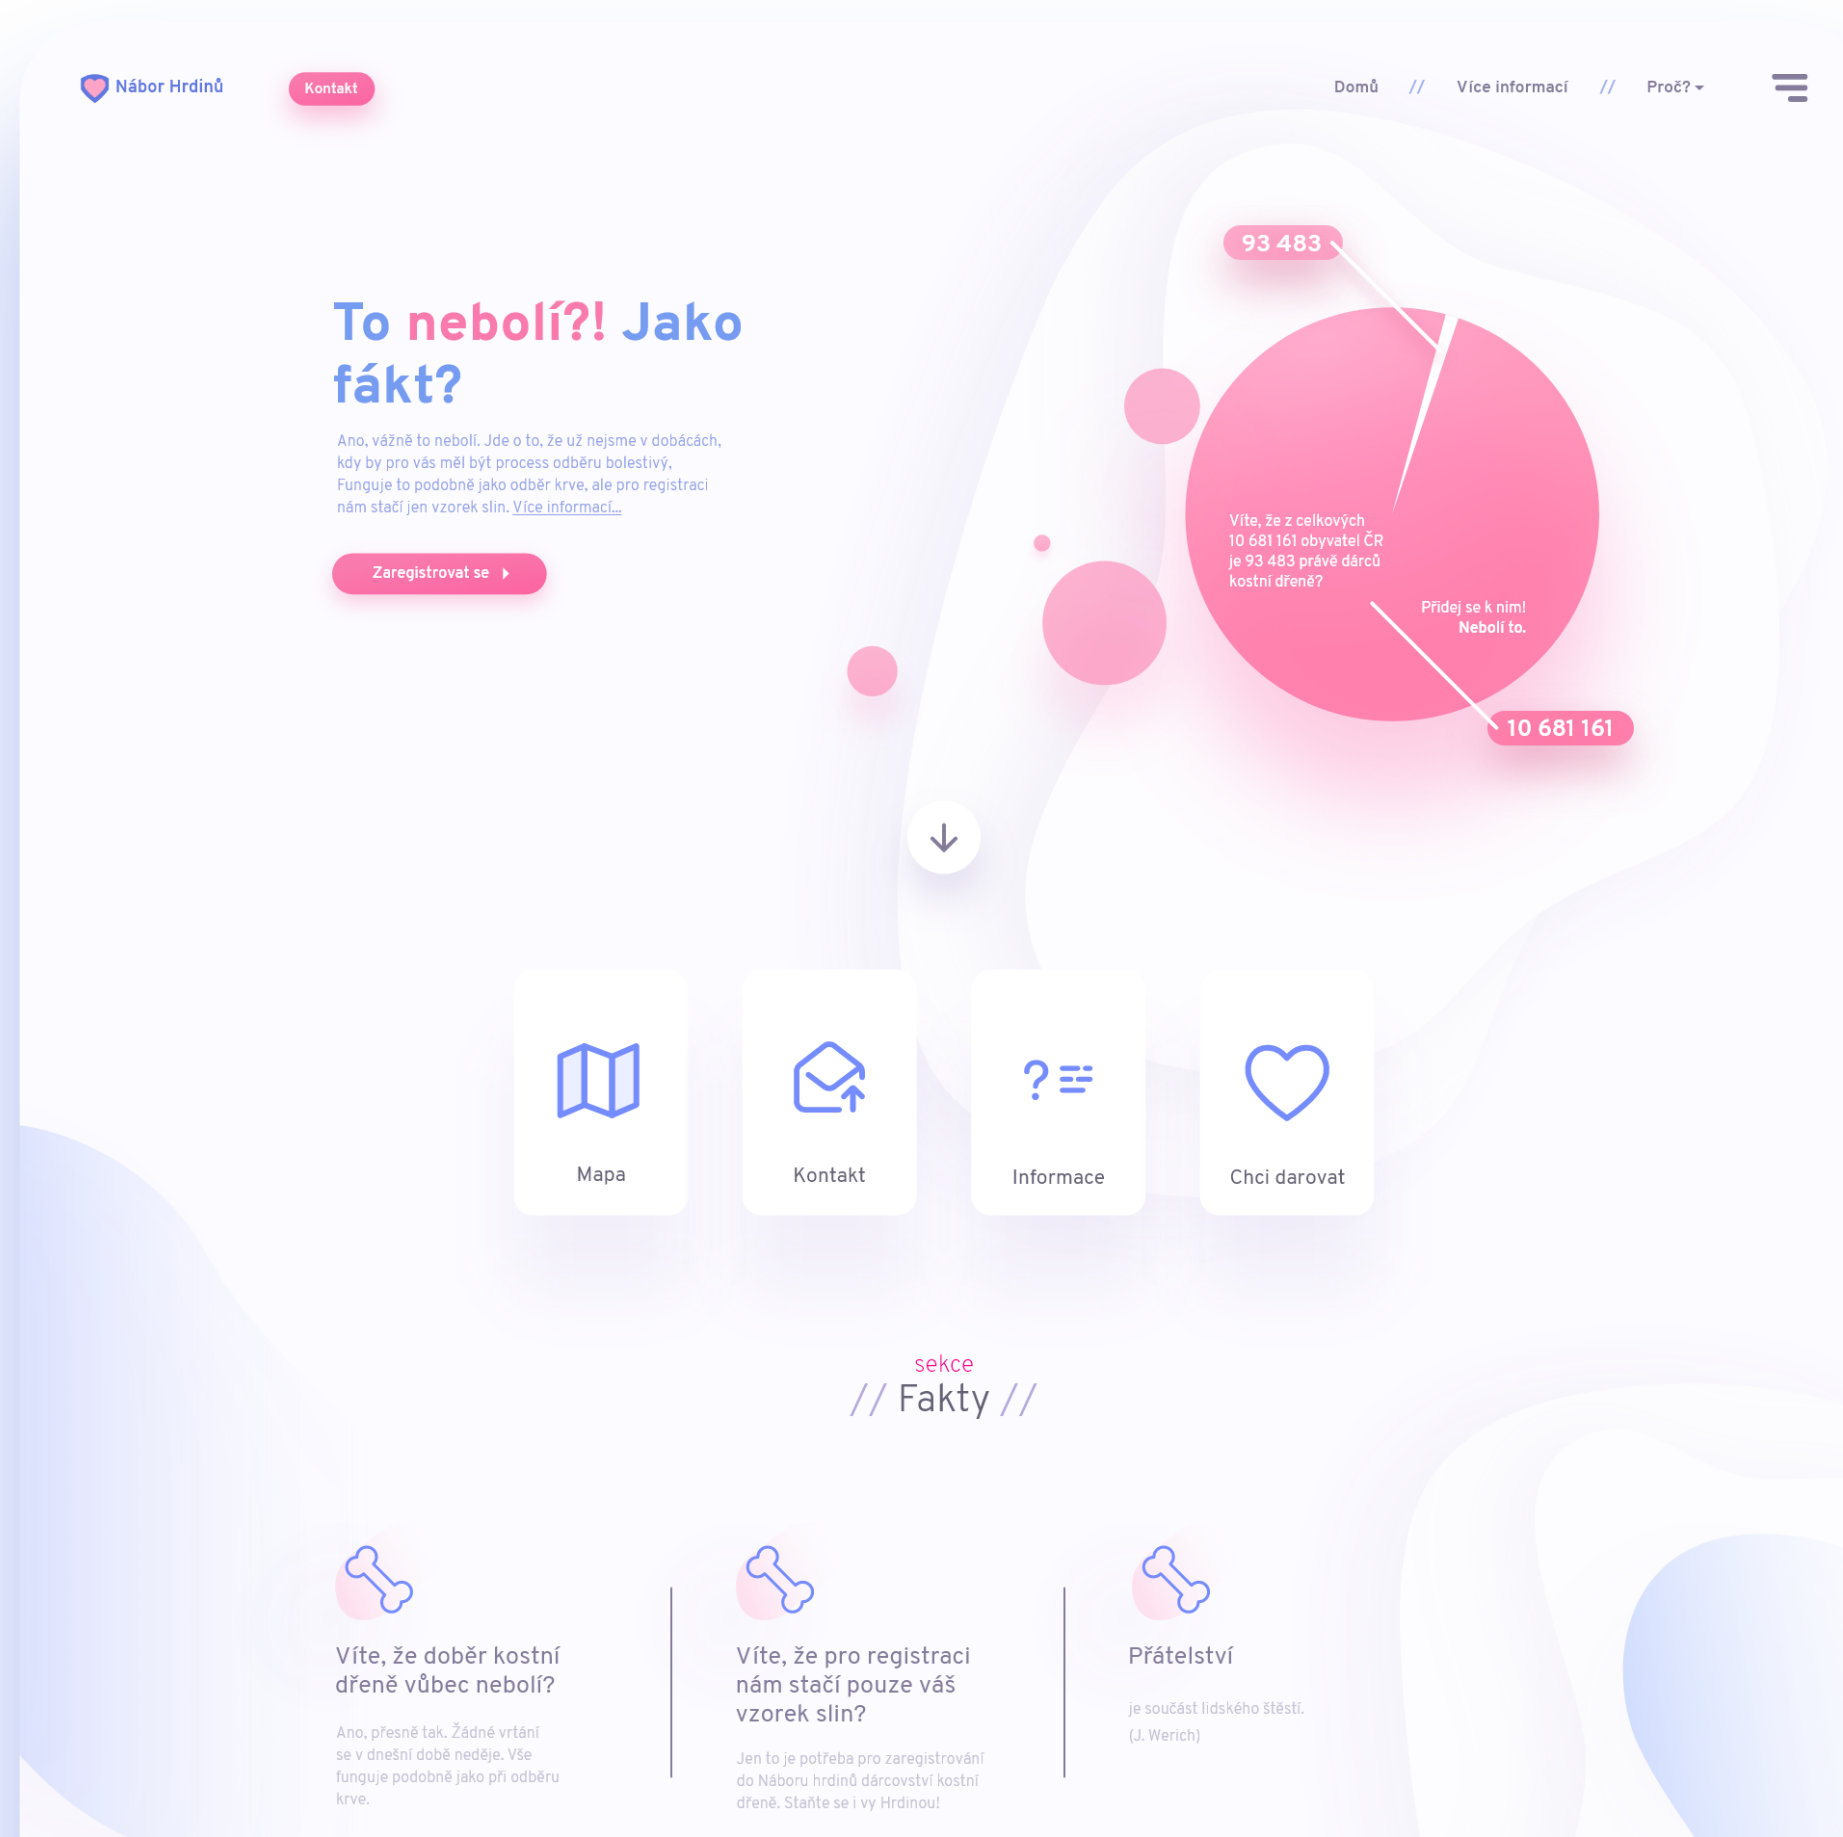 Nábor Hrdinů
Kontakt
Domů // Více informací // Proč?
93 483
To nebolí?! Jako
fákt?
Ano, vážně to nebolí. Jde o to, že už nejsme v dobácách,
kdy by pro vás měl být process odběru bolestivý,
Funguje to podobně jako odběr krve, ale pro registraci
nám stačí jen vzorek slin. Více informací...
Zaregistrovat se
Víte, že z celkových
10 681 161 obyvatel ČR
je 93 483 právě dárců
kostní dřeně?
Přidej se k nim!
Nebolí to.
10 681 161
Mapa
Kontakt
Informace
Chci darovat
sekce
// Fakty //
Víte, že doběr kostní
dřeně vůbec nebolí?
Ano, přesně tak. Žádné vrtání
se v dnešní době neděje. Vše
funguje podobně jako při odběru
krve.
Víte, že pro registraci
nám stačí pouze váš
vzorek slin?
Jen to je potřeba pro zaregistrování
do Náboru hrdinů dárcovství kostní
dřeně. Staňte se i vy Hrdinou!
Přátelství
je součást lidského štěstí.
(J. Werich)